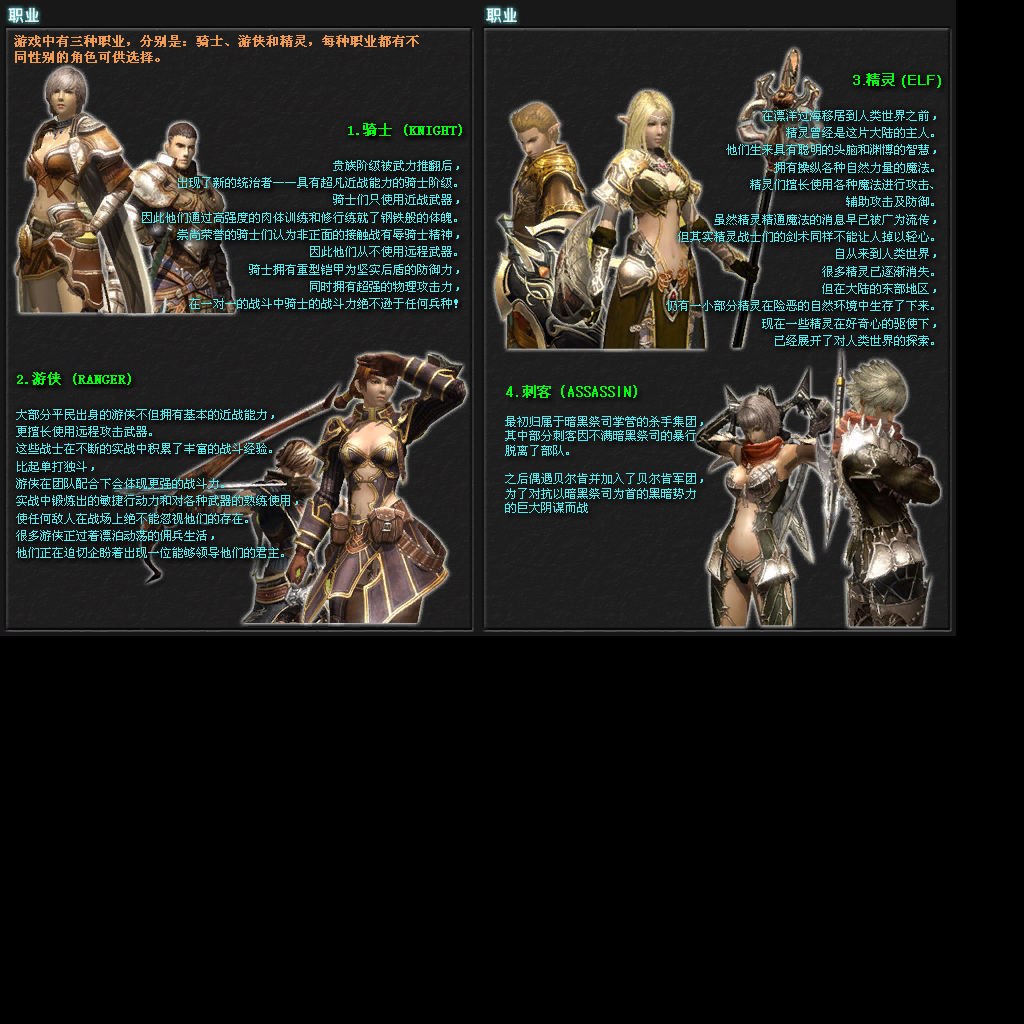 职业
游戏中有三种职业，分别是：骑士、游侠和精灵，每种职业都有不
同性别的角色可供选择。
1.骑士 (KNIGHT)
贵族阶级被武力推翻后，
出现了新的统治者——具有超凡近战能力的骑士阶级。
骑士们只使用近战武器，
因此他们通过高强度的肉体训练和修行练就了钢铁般的体魄。
崇尚荣誉的骑士们认为非正面的接触战有辱骑士精神，
因此他们从不使用远程武器。
骑士拥有重型铠甲为坚实后盾的防御力，
同时拥有超强的物理攻击力，
在一对一的战斗中骑士的战斗力绝不逊于任何兵种！
2.游侠 (RANGER)
大部分平民出身的游侠不但拥有基本的近战能力，
更擅长使用远程攻击武器。
这些战士在不断的实战中积累了丰富的战斗经验。
比起单打独斗，
游侠在团队配合下会体现更强的战斗力，
实战中锻炼出的敏捷行动力和对各种武器的熟练使用，
使任何敌人在战场上绝不能忽视他们的存在。
很多游侠正过着漂泊动荡的佣兵生活，
他们正在迫切企盼着出现一位能够领导他们的君主。
职业
3.精灵 (ELF)
在漂洋过海移居到人类世界之前，
精灵曾经是这片大陆的主人。
他们生来具有聪明的头脑和渊博的智慧，
拥有操纵各种自然力量的魔法。
精灵们擅长使用各种魔法进行攻击、
辅助攻击及防御。
虽然精灵精通魔法的消息早已被广为流传，
但其实精灵战士们的剑术同样不能让人掉以轻心。
自从来到人类世界，
很多精灵已逐渐消失。
但在大陆的东部地区，
仍有一小部分精灵在险恶的自然环境中生存了下来。
现在一些精灵在好奇心的驱使下，
已经展开了对人类世界的探索。
4.刺客 (ASSASSIN)
最初归属于暗黑祭司掌管的杀手集团，
其中部分刺客因不满暗黑祭司的暴行
脱离了部队。
之后偶遇贝尔肯并加入了贝尔肯军团，
为了对抗以暗黑祭司为首的黑暗势力
的巨大阴谋而战